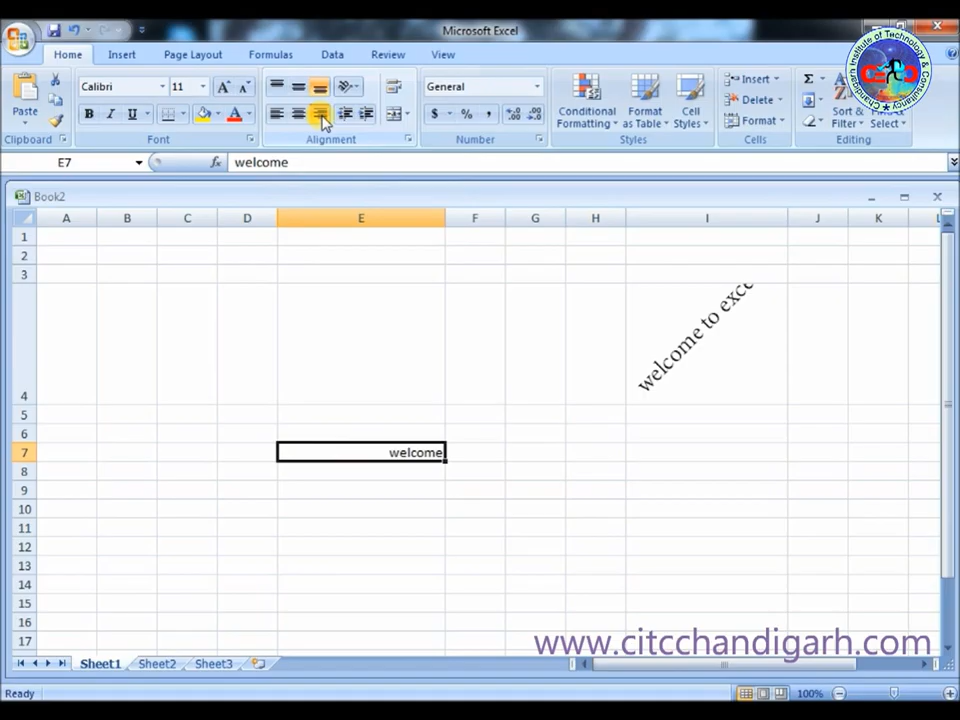 Microsoft Excel
Home Insert Page Layout Formulas Data Review View
Calibri 11 General
Paste
B I U A $ % ,
Conditional Formatting
Format as Table
Cell Styles
Insert
Delete
Format
Σ
Sort & Filter
Find & Select
Clipboard Font Alignment Number Styles Cells Editing
E7 fx welcome
Book2
A B C D E F G H I J K L
1
2
3
4 welcome to exce
5
6
7 welcome
8
9
10
11
12
13
14
15
16
17
www.citcchandigarh.com
Sheet1 Sheet2 Sheet3
Ready 100%